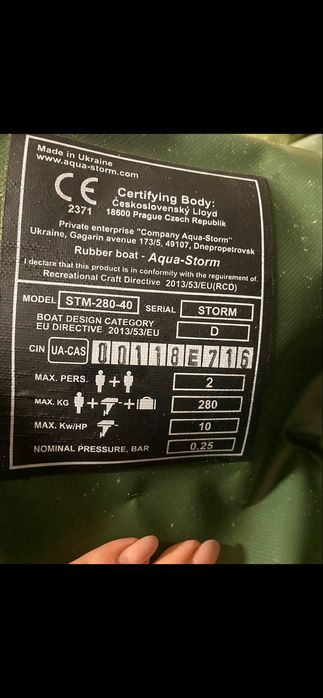 Made in Ukraine
www.aqua-storm.com
CE
2371
Certifying Body:
Československý Lloyd
18600 Prague Czech Republik
Private enterprise "Company Aqua-Storm"
Ukraine, Gagarin avenue 173/5, 49107, Dnepropetrovsk
Rubber boat - Aqua-Storm
I declare that this product is in conformity with the requirement of.
Recreational Craft Directive 2013/53/EU(RCD)
MODEL STM-280-40 SERIAL STORM
BOAT DESIGN CATEGORY
EU DIRECTIVE 2013/53/EU D
CIN UA-CAS 00118E716
MAX. PERS. + 2
MAX. KG + + 280
MAX. Kw/HP 10
NOMINAL PRESSURE, BAR 0,25